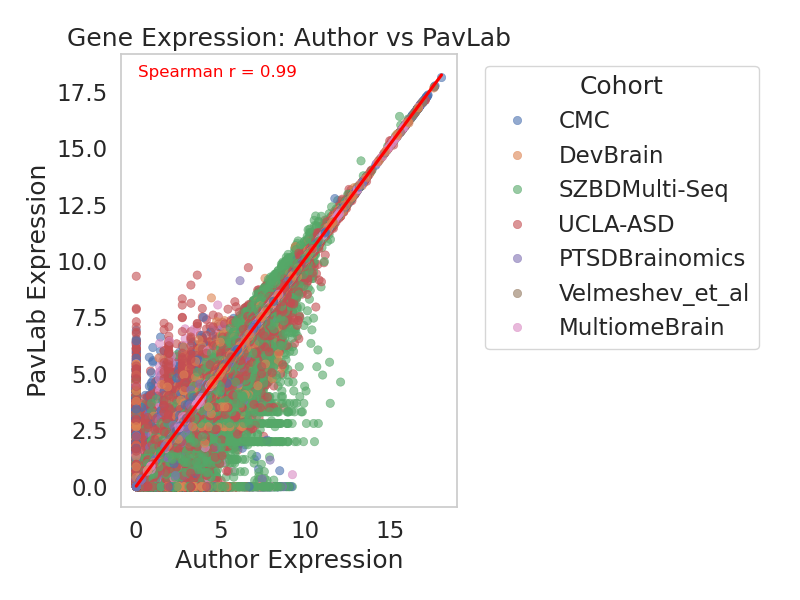 Gene Expression: Author vs PavLab
Spearman r = 0.99
17.5
15.0
12.5
10.0
7.5
5.0
2.5
0.0
PavLab Expression
0
5
10
15
Author Expression
Cohort
CMC
DevBrain
SZBDMulti-Seq
UCLA-ASD
PTSDBrainomics
Velmeshev_et_al
MultiomeBrain